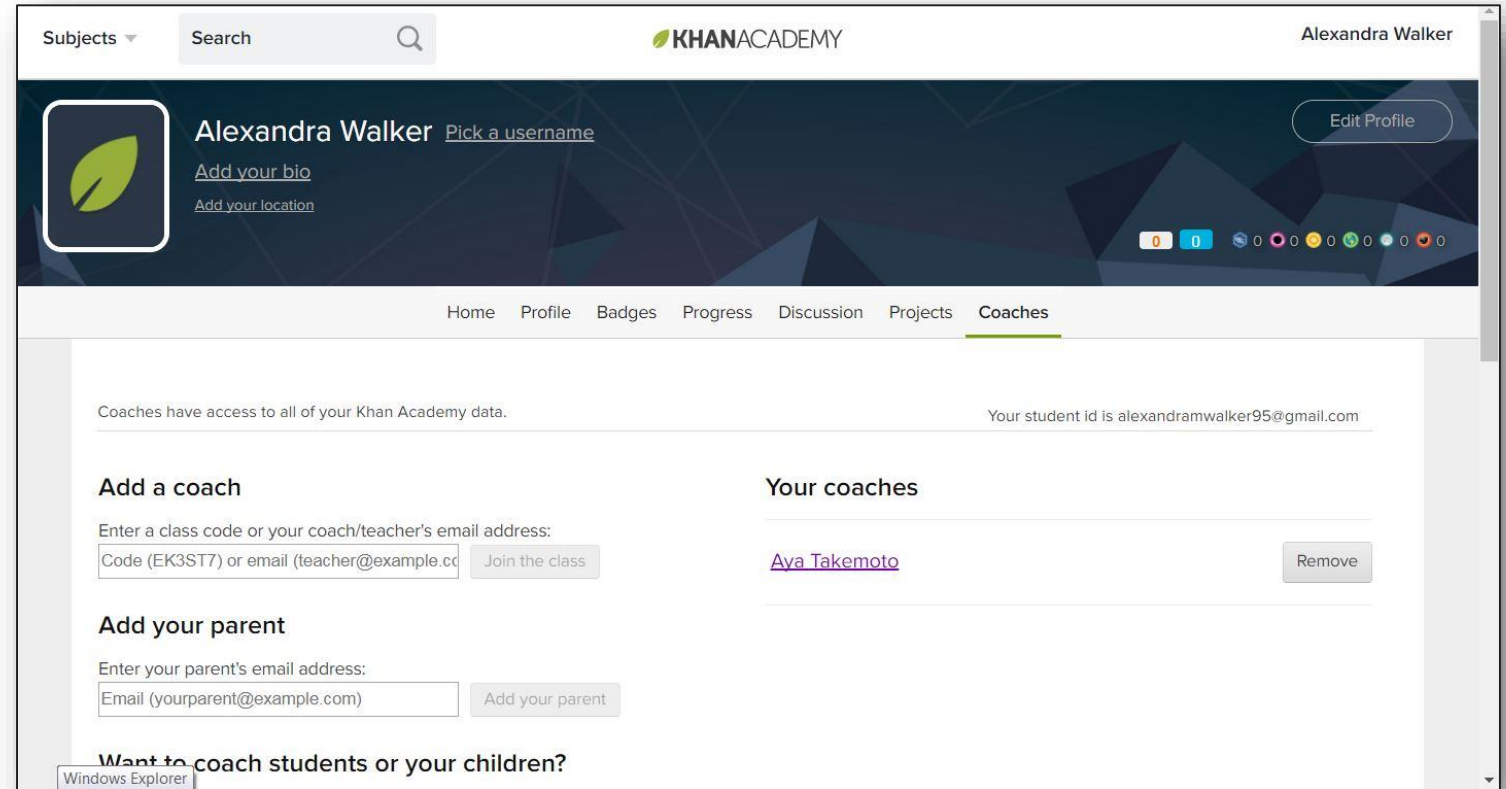 Subjects Search KHANACADEMY Alexandra Walker
Alexandra Walker Pick a username Edit Profile
Add your bio
Add your location
0 0 0 0 0 0 0 0
Home Profile Badges Progress Discussion Projects Coaches
Coaches have access to all of your Khan Academy data. Your student id is alexandramwalker95@gmail.com
Add a coach
Enter a class code or your coach/teacher's email address:
Code (EK3ST7) or email (teacher@example.cc Join the class
Add your parent
Enter your parent's email address:
Email (yourparent@example.com) Add your parent
Want to coach students or your children?
Windows Explorer
Your coaches
Aya Takemoto Remove